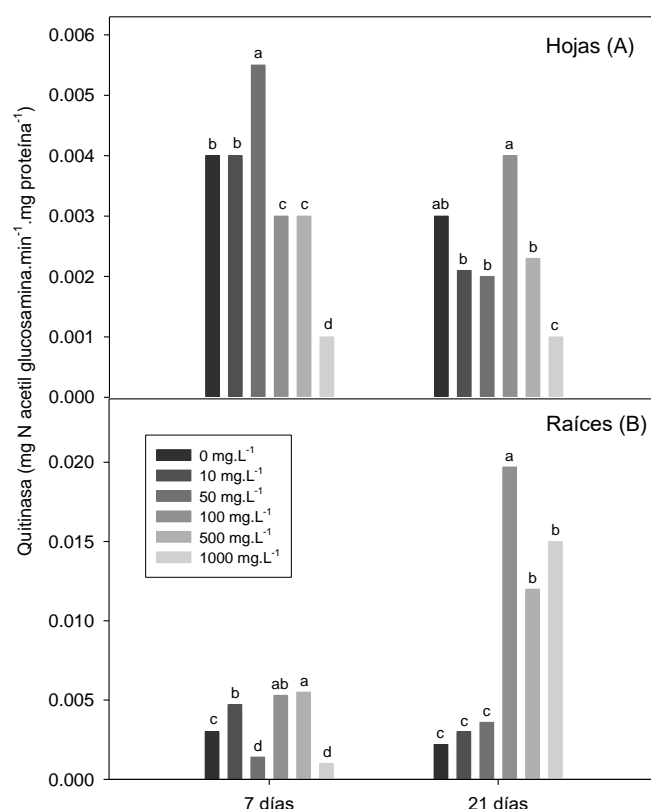 Quitinasa (mg N acetil glucosamina.min⁻¹.mg proteína⁻¹)
Hojas (A)
0.006
0.005
0.004
0.003
0.002
0.001
0.000
b b a c c d
ab b b a b c
Raíces (B)
0.020
0.015
0.010
0.005
0.000
0 mg.L⁻¹
10 mg.L⁻¹
50 mg.L⁻¹
100 mg.L⁻¹
500 mg.L⁻¹
1000 mg.L⁻¹
c b d ab a d
c c c a b b
7 días 21 días